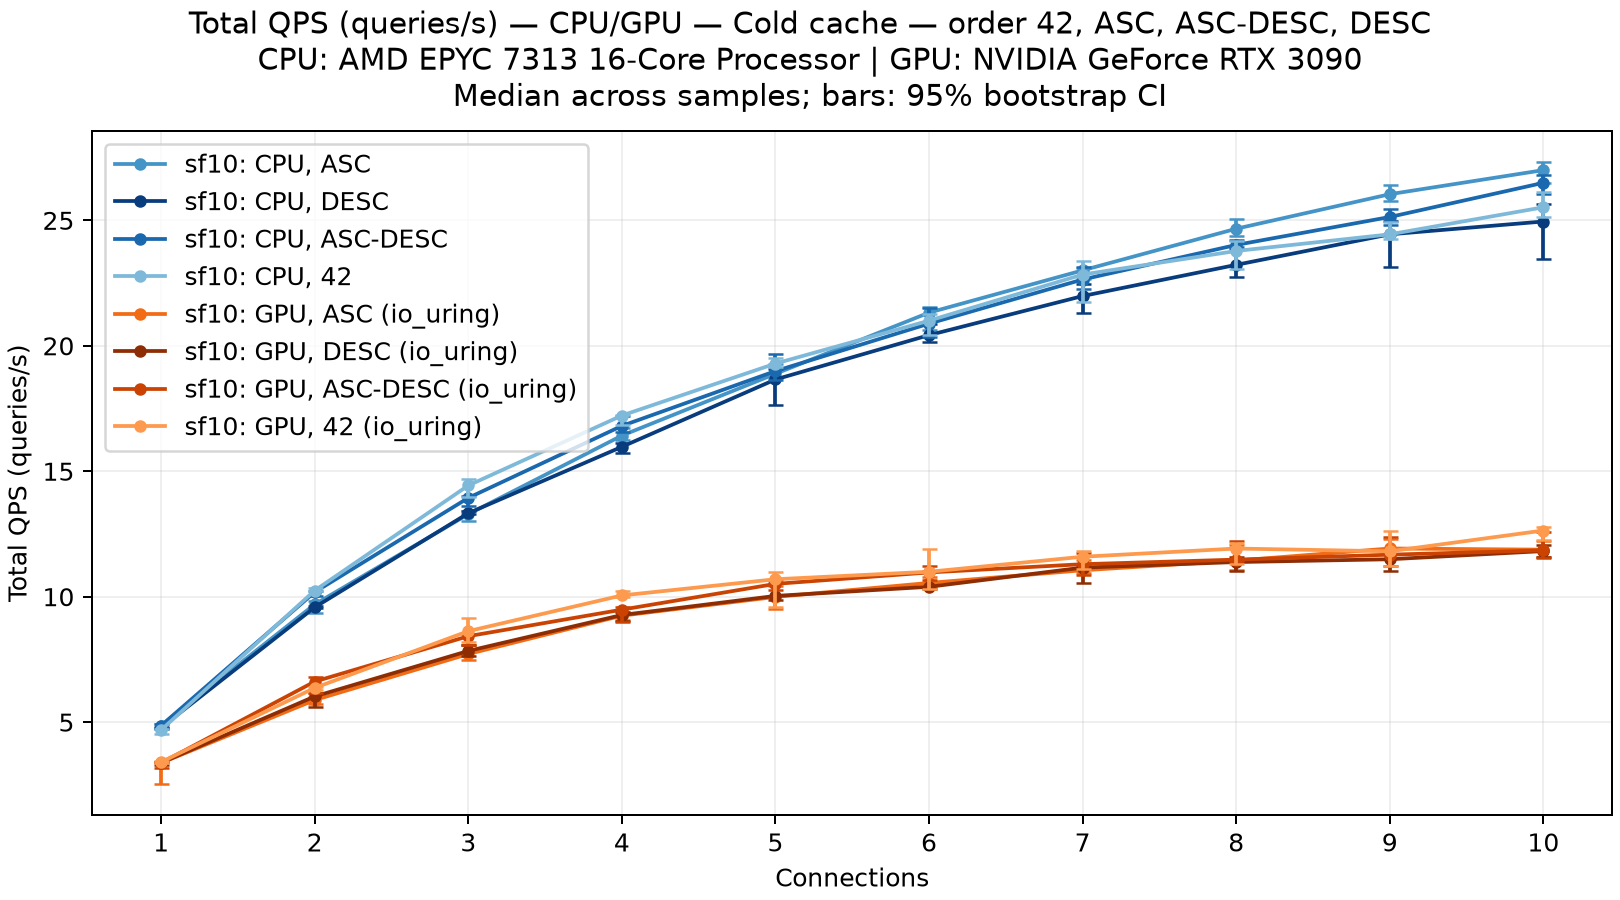 Total QPS (queries/s) — CPU/GPU — Cold cache — order 42, ASC, ASC-DESC, DESC
CPU: AMD EPYC 7313 16-Core Processor | GPU: NVIDIA GeForce RTX 3090
Median across samples; bars: 95% bootstrap CI
sf10: CPU, ASC
sf10: CPU, DESC
sf10: CPU, ASC-DESC
sf10: CPU, 42
sf10: GPU, ASC (io_uring)
sf10: GPU, DESC (io_uring)
sf10: GPU, ASC-DESC (io_uring)
sf10: GPU, 42 (io_uring)
Total QPS (queries/s)
25
20
15
10
5
1 2 3 4 5 6 7 8 9 10
Connections